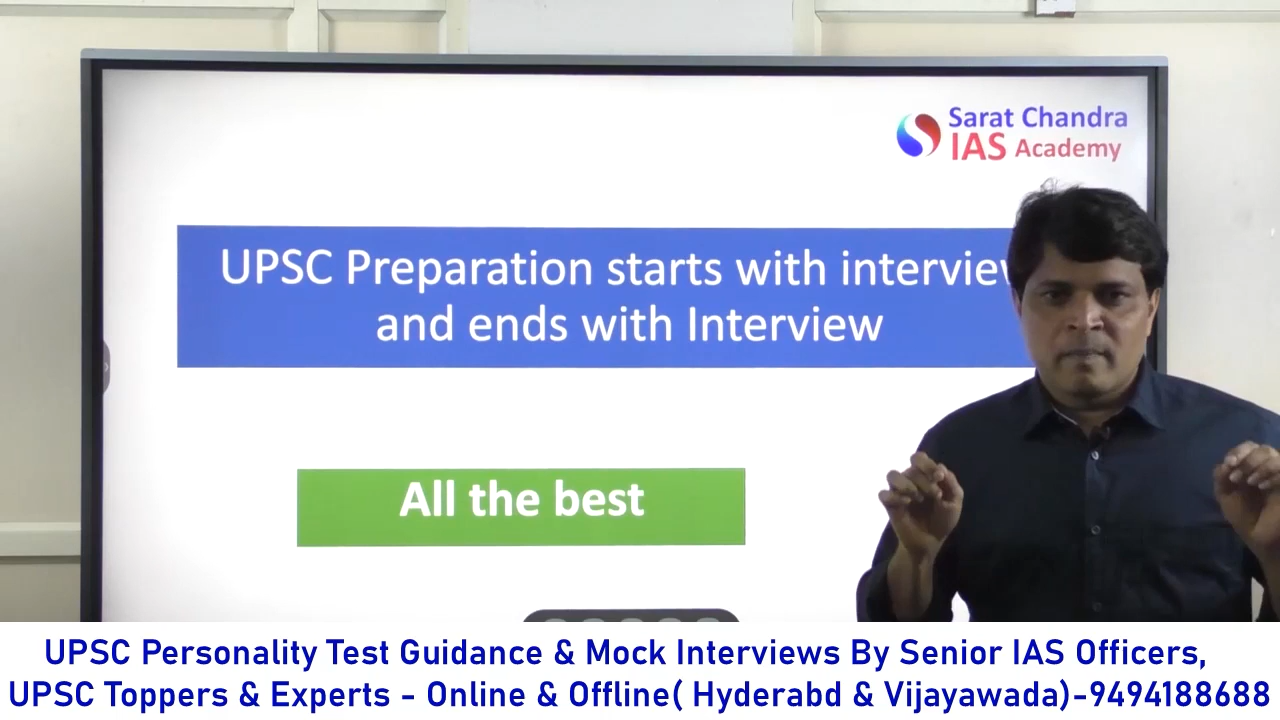 Sarat Chandra
IAS Academy
UPSC Preparation starts with interview
and ends with Interview
All the best
UPSC Personality Test Guidance & Mock Interviews By Senior IAS Officers,
UPSC Toppers & Experts - Online & Offline( Hyderabd & Vijayawada)-9494188688